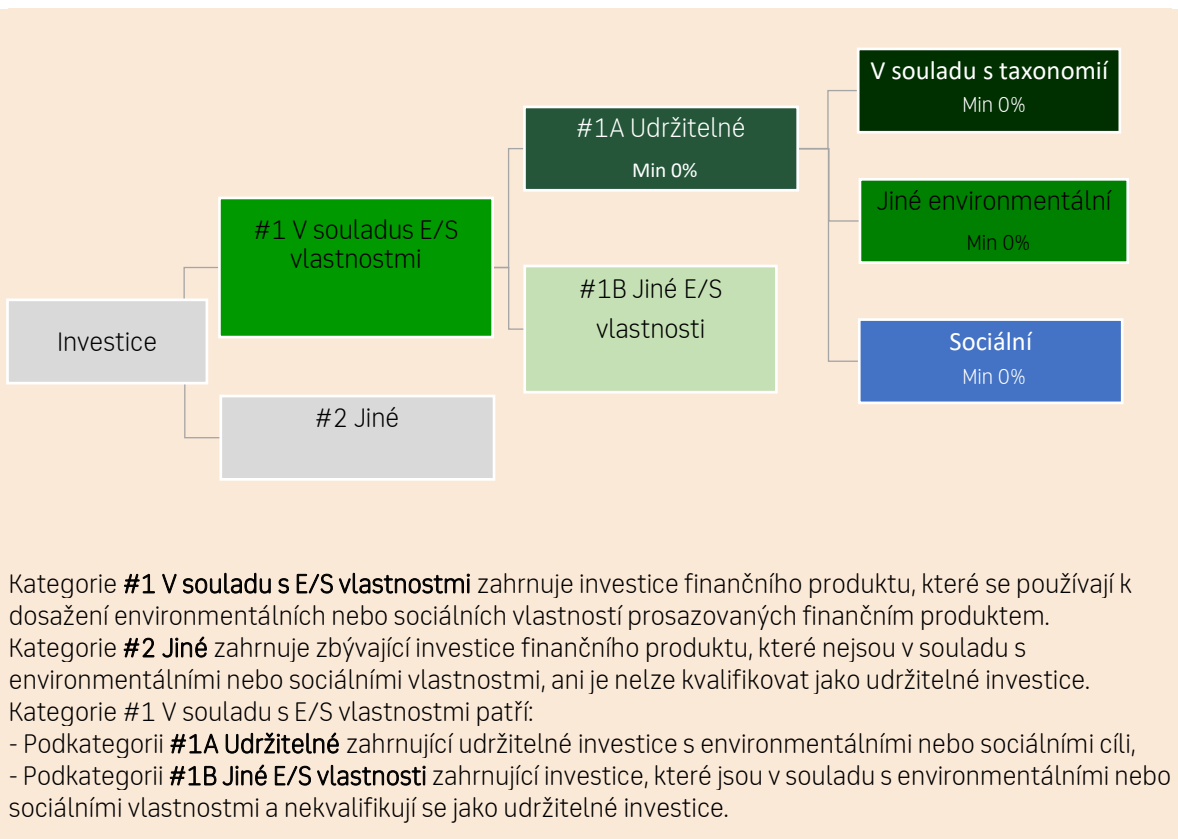 V souladu s taxonomií
Min 0%
#1A Udržitelné
Min 0%
Jiné environmentální
Min 0%
#1 V souladus E/S
vlastnostmi
#1B Jiné E/S
vlastnosti
Investice
Sociální
Min 0%
#2 Jiné
Kategorie #1 V souladu s E/S vlastnostmi zahrnuje investice finančního produktu, které se používají k
dosažení environmentálních nebo sociálních vlastností prosazovaných finančním produktem.
Kategorie #2 Jiné zahrnuje zbývající investice finančního produktu, které nejsou v souladu s
environmentálními nebo sociálními vlastnostmi, ani je nelze kvalifikovat jako udržitelné investice.
Kategorie #1 V souladu s E/S vlastnostmi patří:
- Podkategorii #1A Udržitelné zahrnující udržitelné investice s environmentálními nebo sociálními cíli,
- Podkategorii #1B Jiné E/S vlastnosti zahrnující investice, které jsou v souladu s environmentálními nebo
sociálními vlastnostmi a nekvalifikují se jako udržitelné investice.